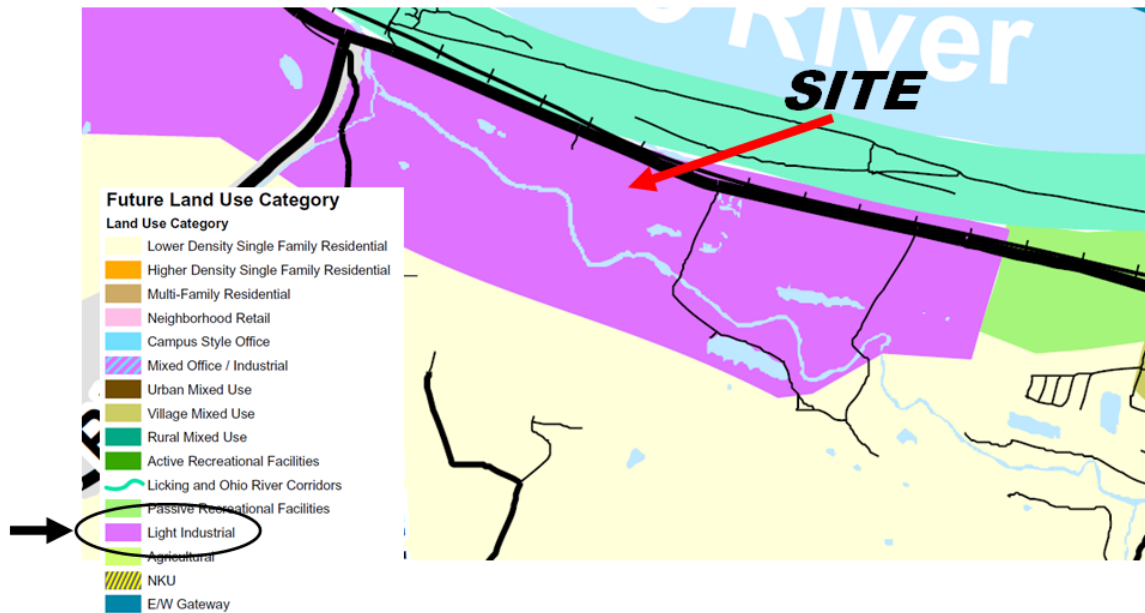 River
SITE
Future Land Use Category
Land Use Category
Lower Density Single Family Residential
Higher Density Single Family Residential
Multi-Family Residential
Neighborhood Retail
Campus Style Office
Mixed Office / Industrial
Urban Mixed Use
Village Mixed Use
Rural Mixed Use
Active Recreational Facilities
Licking and Ohio River Corridors
Passive Recreational Facilities
Light Industrial
Agricultural
NKU
E/W Gateway